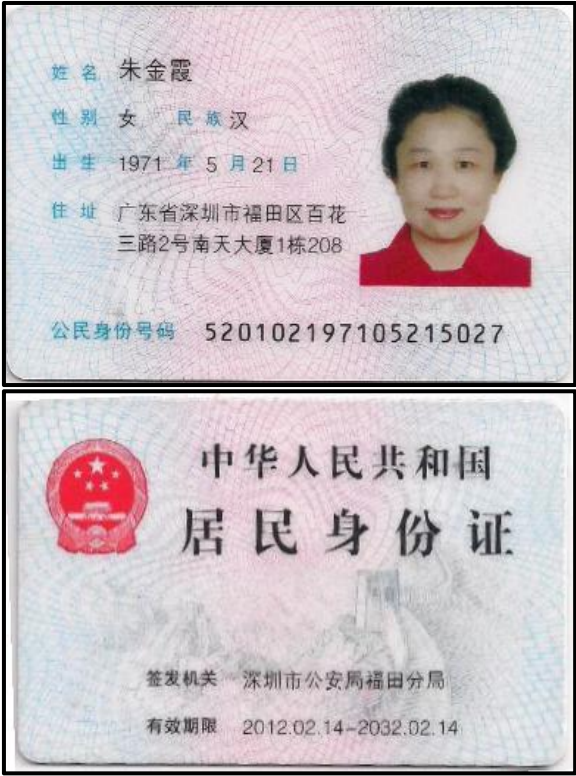 姓名 朱金霞
性别 女 民族 汉
出生 1971 年 5 月 21 日
住址 广东省深圳市福田区百花
三路2号南天大厦1栋208
公民身份号码 520102197105215027
中华人民共和国
居民身份证
签发机关 深圳市公安局福田分局
有效期限 2012.02.14-2032.02.14